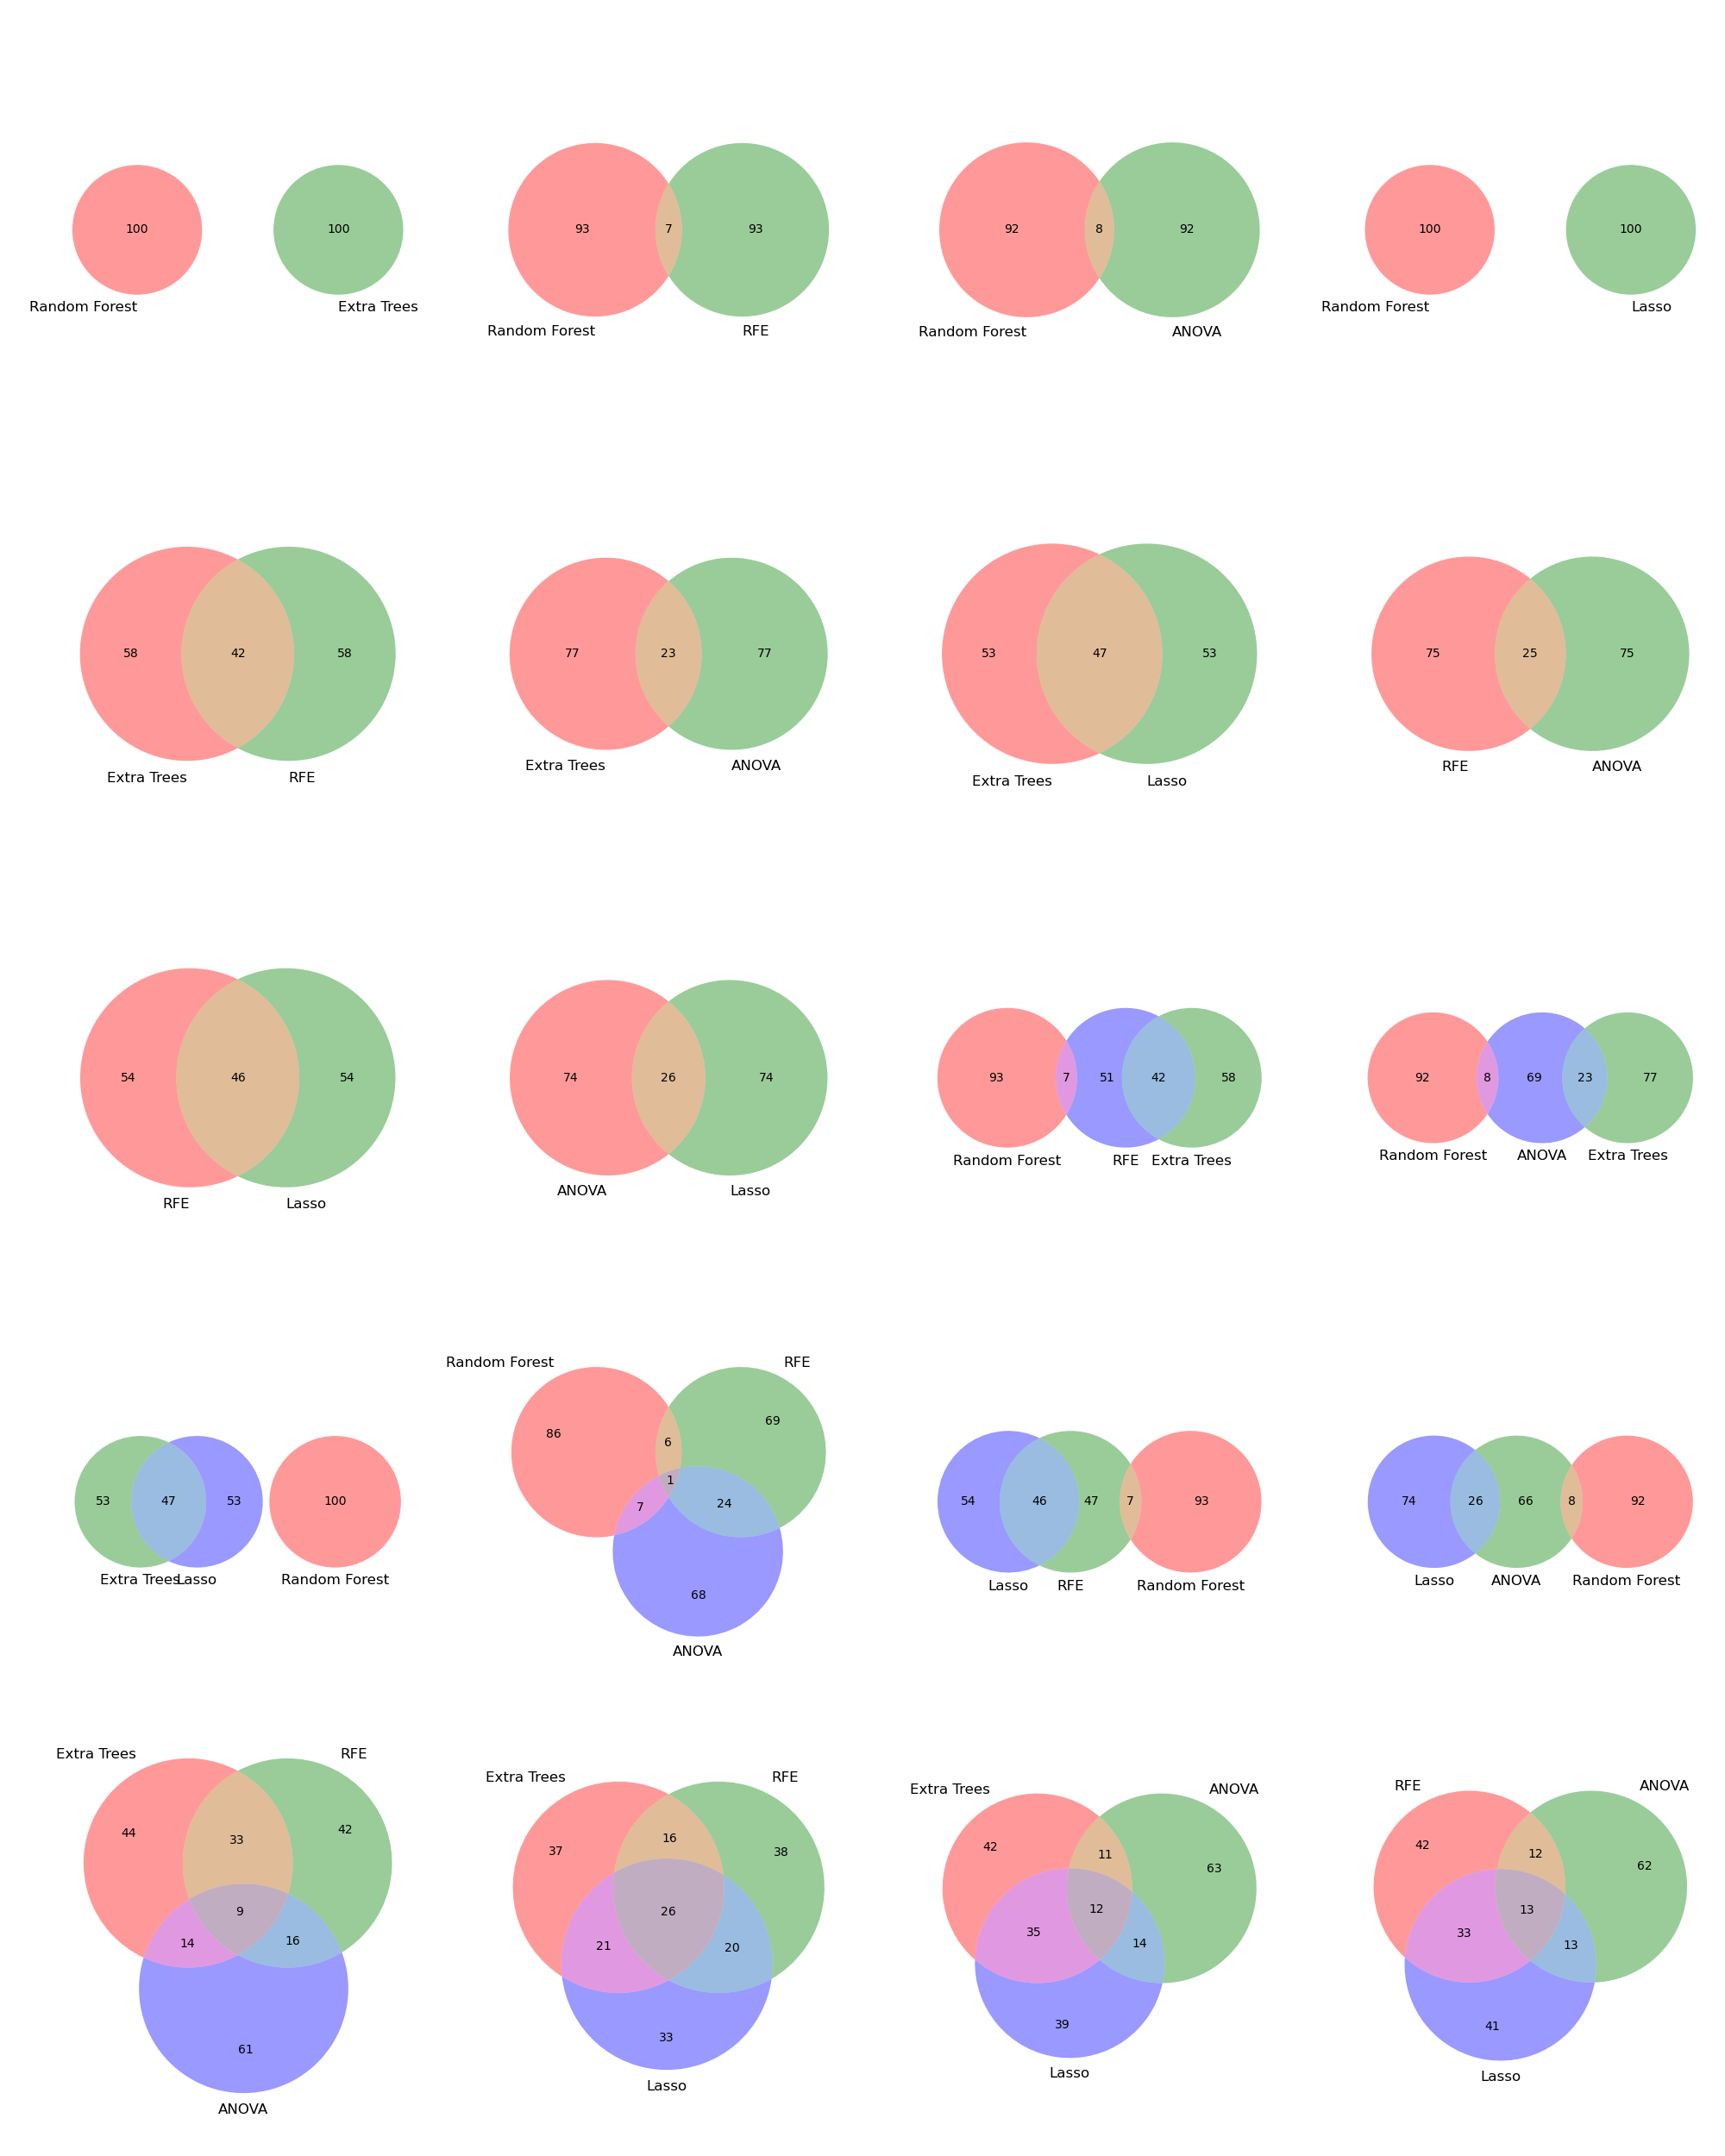 100 100
Random Forest Extra Trees
93 7 93
Random Forest RFE
92 8 92
Random Forest ANOVA
100 100
Random Forest Lasso
58 42 58
Extra Trees RFE
77 23 77
Extra Trees ANOVA
53 47 53
Extra Trees Lasso
75 25 75
RFE ANOVA
54 46 54
RFE Lasso
74 26 74
ANOVA Lasso
93 7 51 42 58
Random Forest RFE Extra Trees
92 8 69 23 77
Random Forest ANOVA Extra Trees
53 47 53 100
Extra Trees Lasso Random Forest
Random Forest RFE
69
86
6
1
24
7
68
ANOVA
54 46 47 7 93
Lasso RFE Random Forest
74 26 66 8 92
Lasso ANOVA Random Forest
Extra Trees RFE
42
44
33
9
16
14
61
ANOVA
Extra Trees RFE
16
37 38
26
21 20
33
Lasso
Extra Trees ANOVA
42
11
63
12
35
14
39
Lasso
RFE ANOVA
42
12
62
13
33
13
41
Lasso